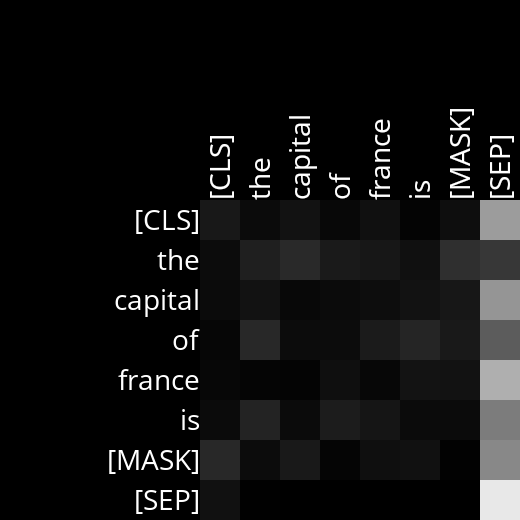 [CLS]
the
capital
of
france
is
[MASK]
[SEP]
[CLS]
the
capital
of
france
is
[MASK]
[SEP]